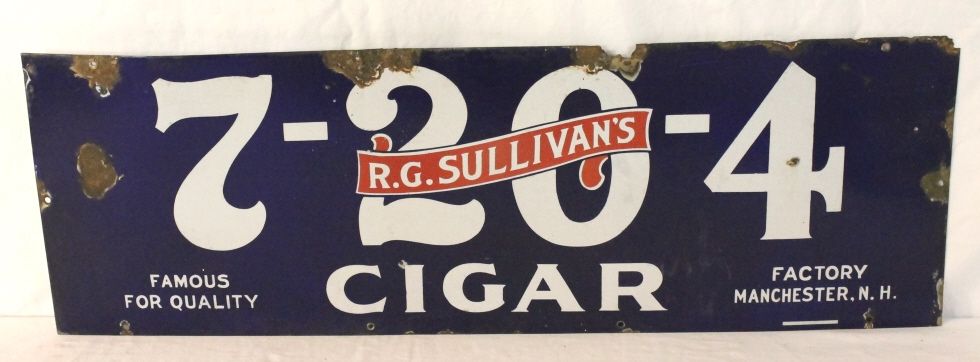 7-20-4
R.G. SULLIVAN'S
CIGAR
FAMOUS
FOR QUALITY
FACTORY
MANCHESTER, N. H.